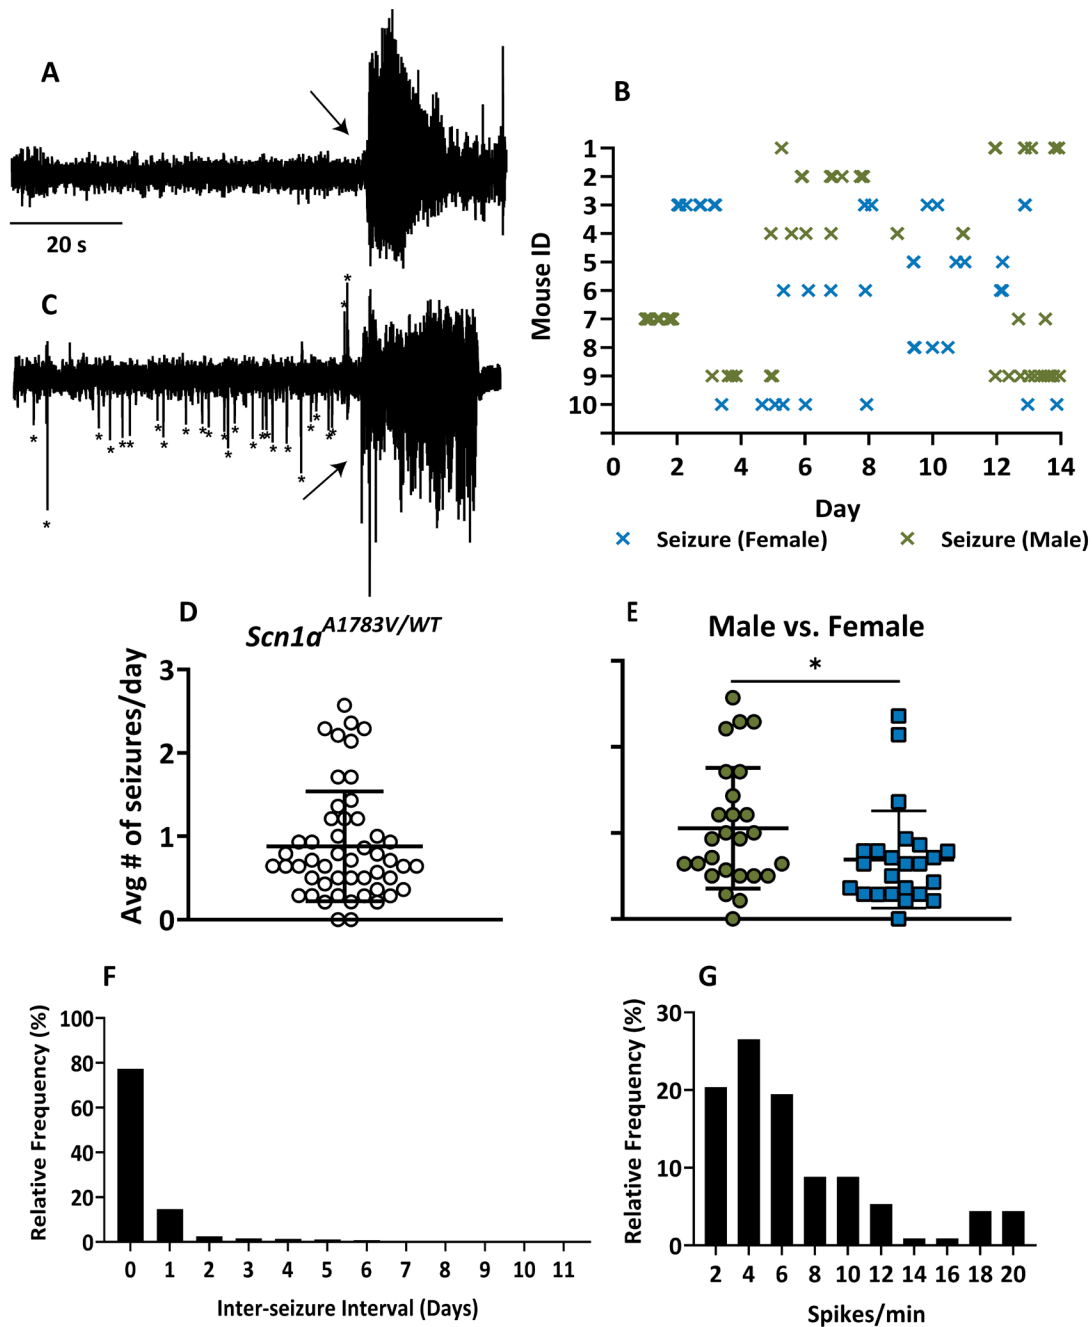 A
20 s
B
Mouse ID
1
2
3
4
5
6
7
8
9
10
0 2 4 6 8 10 12 14
Day
× Seizure (Female) × Seizure (Male)
C
* * * * * * * * * * * * * * * * * * * * * * * *
D
Scn1a^A1783V/WT
Avg # of seizures/day
3
2
1
0
E
Male vs. Female
*
F
Relative Frequency (%)
100
80
60
40
20
0
0 1 2 3 4 5 6 7 8 9 10 11
Inter-seizure Interval (Days)
G
Relative Frequency (%)
30
20
10
0
2 4 6 8 10 12 14 16 18 20
Spikes/min